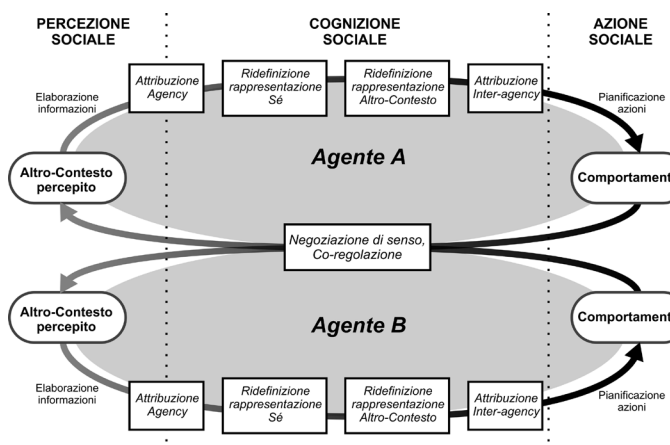 PERCEZIONE
SOCIALE
COGNIZIONE
SOCIALE
AZIONE
SOCIALE
Elaborazione
informazioni
Attribuzione
Agency
Ridefinizione
rappresentazione
Sé
Ridefinizione
rappresentazione
Altro-Contesto
Attribuzione
Inter-agency
Pianificazione
azioni
Altro-Contesto
percepito
Agente A
Comportament
Negoziazione di senso,
Co-regolazione
Altro-Contesto
percepito
Agente B
Comportament
Elaborazione
informazioni
Attribuzione
Agency
Ridefinizione
rappresentazione
Sé
Ridefinizione
rappresentazione
Altro-Contesto
Attribuzione
Inter-agency
Pianificazione
azioni